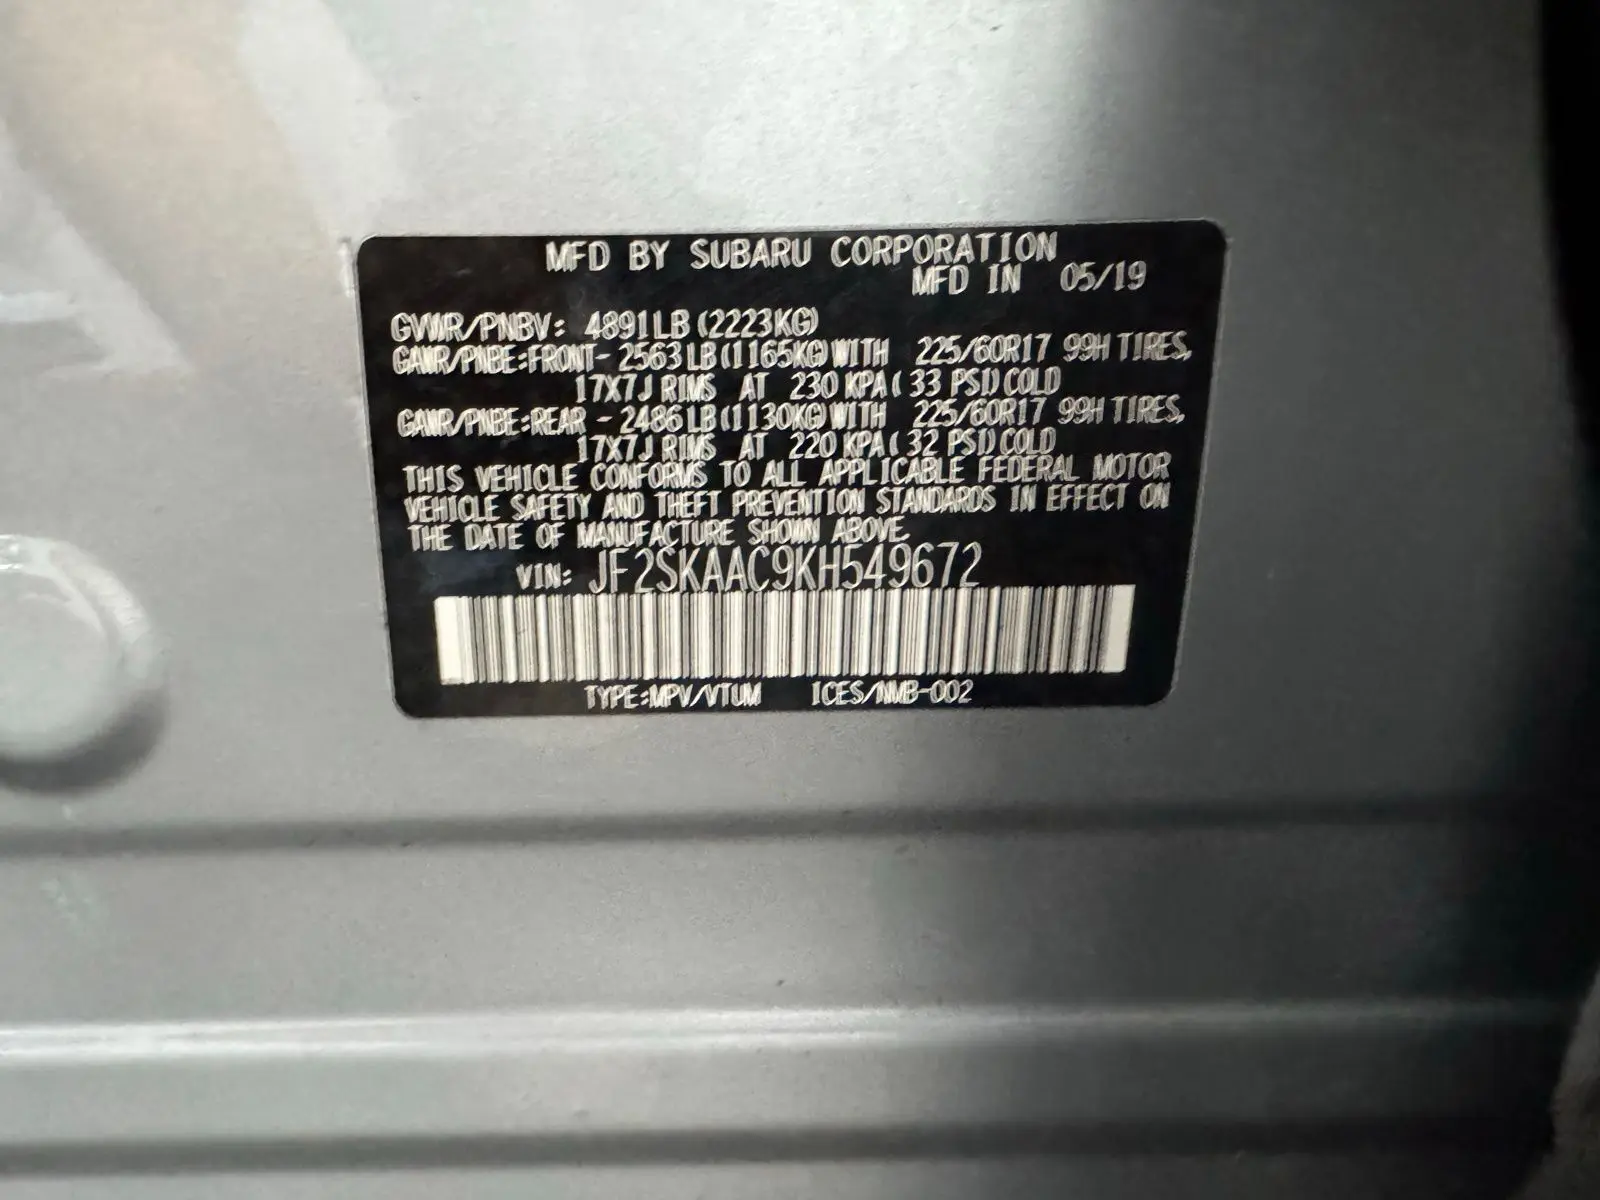 MFD BY SUBARU CORPORATION
MFD IN 05/19
GVWR/PNBV: 4891LB(2223KG)
GAWR/PNBE:FRONT- 2563LB(1165KG)WITH 225/60R17 99H TIRES,
17X7J RIMS AT 230 KPA( 33 PSI)COLD
GAWR/PNBE:REAR - 2486LB(1130KG)WITH 225/60R17 99H TIRES,
17X7J RIMS AT 220 KPA( 32 PSI)COLD
THIS VEHICLE CONFORMS TO ALL APPLICABLE FEDERAL MOTOR
VEHICLE SAFETY AND THEFT PREVENTION STANDARDS IN EFFECT ON
THE DATE OF MANUFACTURE SHOWN ABOVE.
VIN: JF2SKAAC9KH549672
TYPE:MPV/VTUM ICES/NMB-002